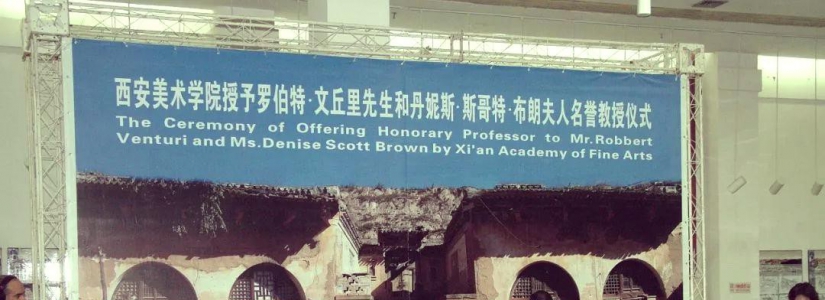 西安美术学院授予罗伯特·文丘里先生和丹妮斯·斯哥特·布朗夫人名誉教授仪式
The Ceremony of Offering Honorary Professor to Mr.Robbert
Venturi and Ms.Denise Scott Brown by Xi'an Academy of Fine Arts